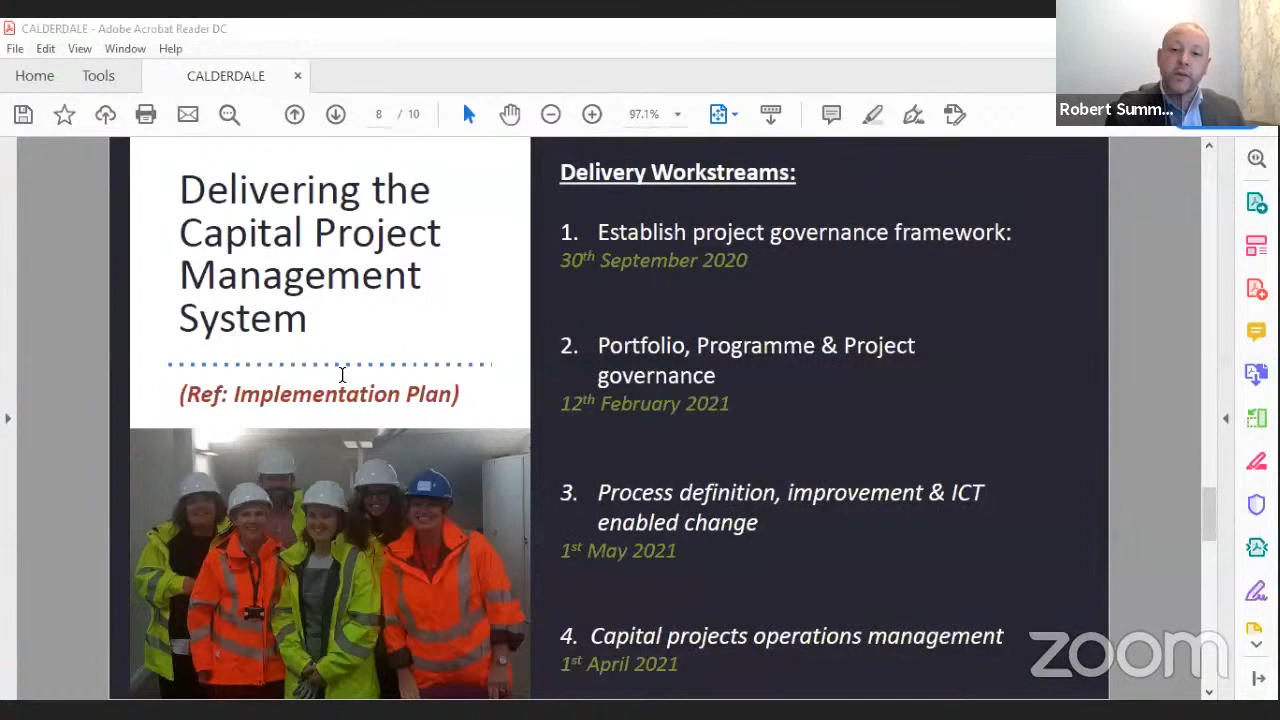 CALDERDALE - Adobe Acrobat Reader DC
File Edit View Window Help
Home Tools CALDERDALE ×
8 / 10 97.1%
Robert Summ...
Delivering the
Capital Project
Management
System
(Ref: Implementation Plan)
Delivery Workstreams:
1. Establish project governance framework:
30th September 2020
2. Portfolio, Programme & Project
governance
12th February 2021
3. Process definition, improvement & ICT
enabled change
1st May 2021
4. Capital projects operations management
1st April 2021
zoom